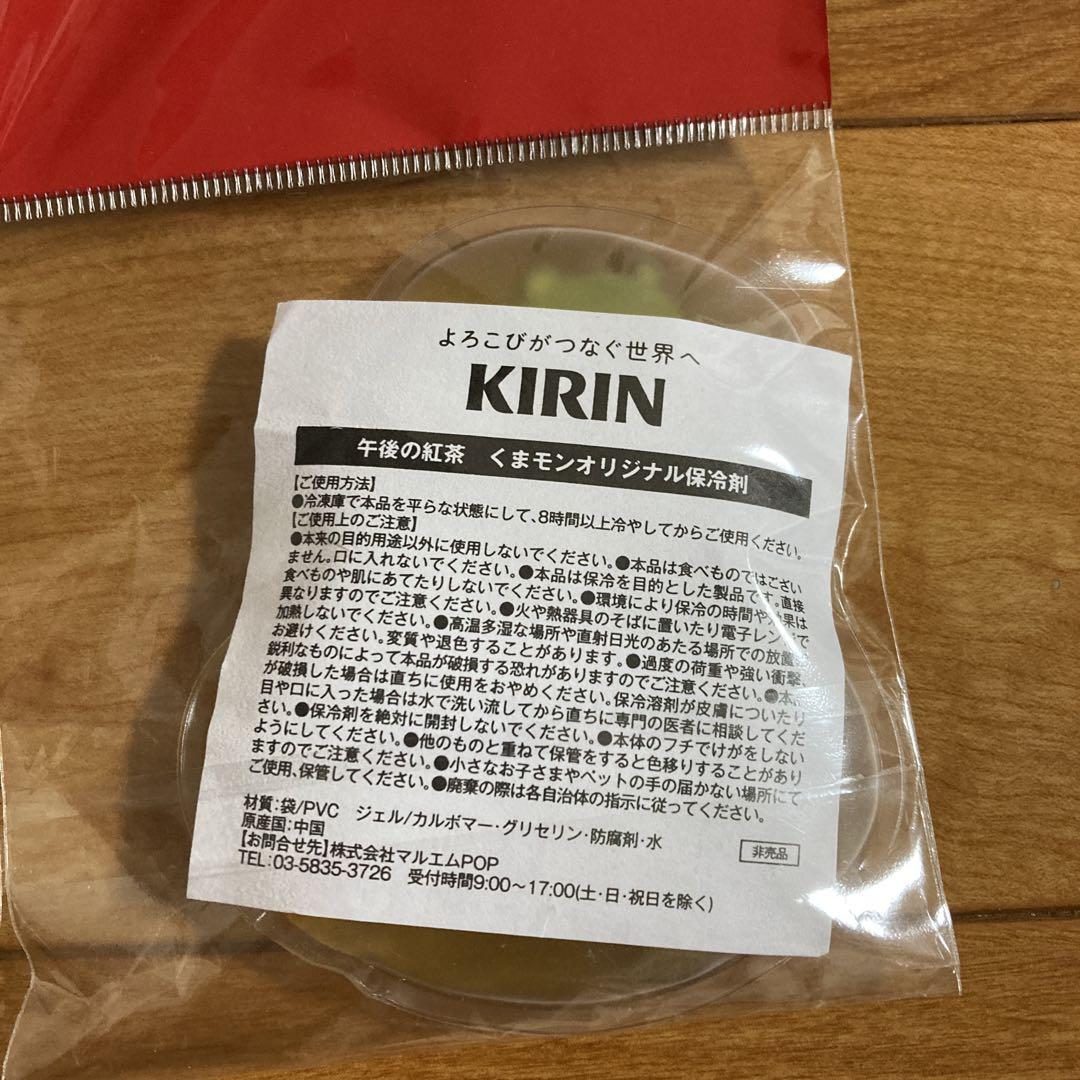 よろこびがつなぐ世界へ
KIRIN
午後の紅茶 くまモンオリジナル保冷剤
【ご使用方法】
●冷凍庫で本品を平らな状態にして、8時間以上冷やしてからご使用ください。
【ご使用上のご注意】
●本来の目的用途以外に使用しないでください。●本品は食べものではござい
ません。口に入れないでください。●本品は保冷を目的とした製品です。直接
食べものや肌にあてたりしないでください。●環境により保冷の時間や効果は
異なりますのでご注意ください。●火や熱器具のそばに置いたり電子レンジで
加熱しないでください。●高温多湿な場所や直射日光のあたる場所での放置
お避けください。変質や退色することがあります。●過度の荷重や強い衝撃、
鋭利なものによって本品が破損する恐れがありますのでご注意ください。●本
が破損した場合は直ちに使用をおやめください。保冷溶剤が皮膚についたり
目や口に入った場合は水で洗い流してから直ちに専門の医者に相談してくだ
さい。●保冷剤を絶対に開封しないでください。●本体のフチでけがをしない
ようにしてください。●他のものと重ねて保管をすると色移りすることがあり
ますのでご注意ください。●小さなお子さまやペットの手の届かない場所にて
ご使用、保管してください。●廃棄の際は各自治体の指示に従ってください。
材質:袋/PVC ジェル/カルボマー・グリセリン・防腐剤・水
原産国:中国
【お問合せ先】株式会社マルエムPOP
非売品
TEL:03-5835-3726 受付時間9:00〜17:00(土・日・祝日を除く)